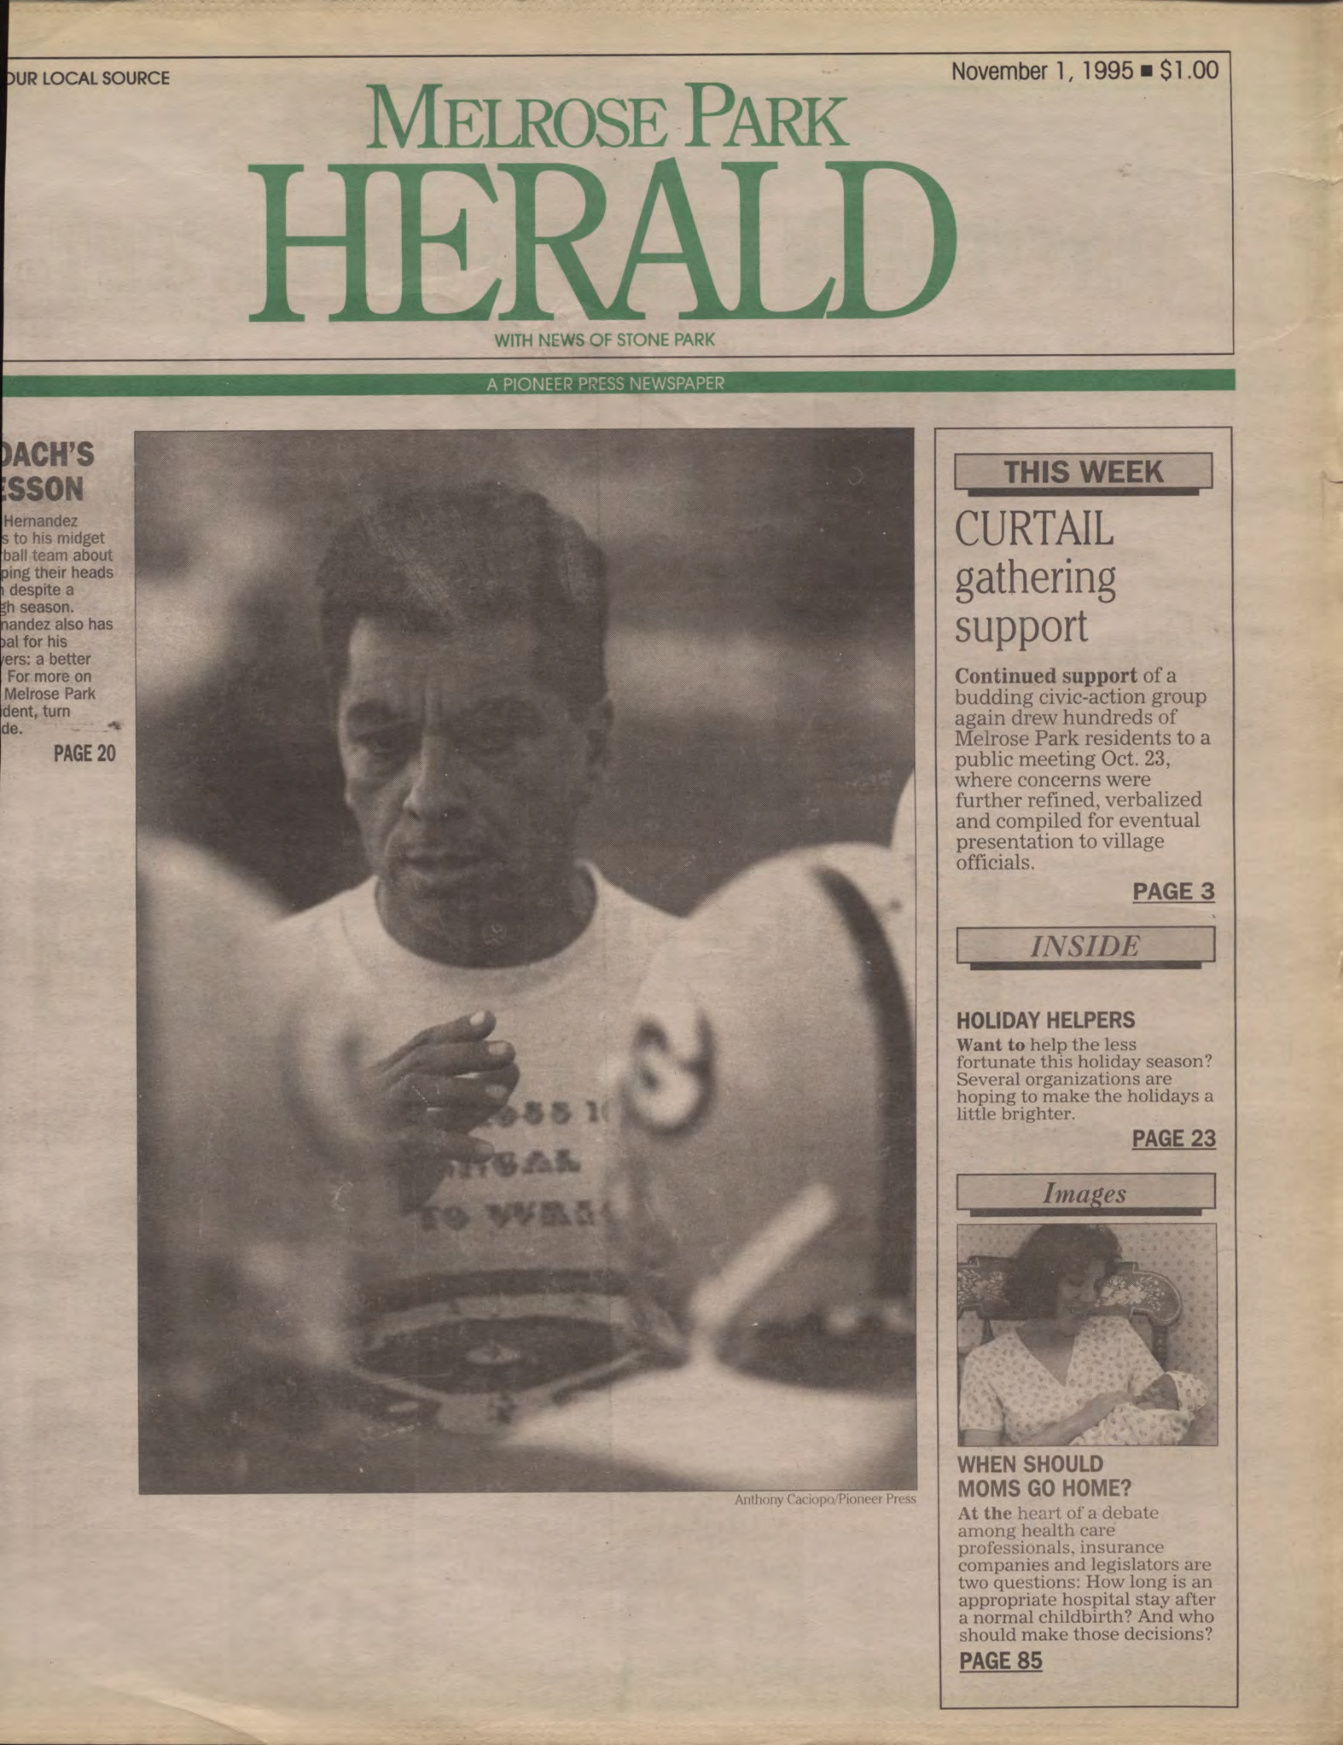 OUR LOCAL SOURCE
November 1, 1995 ■ $1.00
MELROSE PARK
HERALD
WITH NEWS OF STONE PARK
A PIONEER PRESS NEWSPAPER
OACH'S
ESSON
Hernandez
s to his midget
ball team about
ping their heads
despite a
gh season.
nandez also has
oal for his
yers: a better
For more on
Melrose Park
ident, turn
de.
PAGE 20
TO WRI
Anthony Caciopo/Pioneer Press
THIS WEEK
CURTAIL
gathering
support
Continued support of a
budding civic-action group
again drew hundreds of
Melrose Park residents to a
public meeting Oct. 23,
where concerns were
further refined, verbalized
and compiled for eventual
presentation to village
officials.
PAGE 3
INSIDE
HOLIDAY HELPERS
Want to help the less
fortunate this holiday season?
Several organizations are
hoping to make the holidays a
little brighter.
PAGE 23
Images
WHEN SHOULD
MOMS GO HOME?
At the heart of a debate
among health care
professionals, insurance
companies and legislators are
two questions: How long is an
appropriate hospital stay after
a normal childbirth? And who
should make those decisions?
PAGE 85